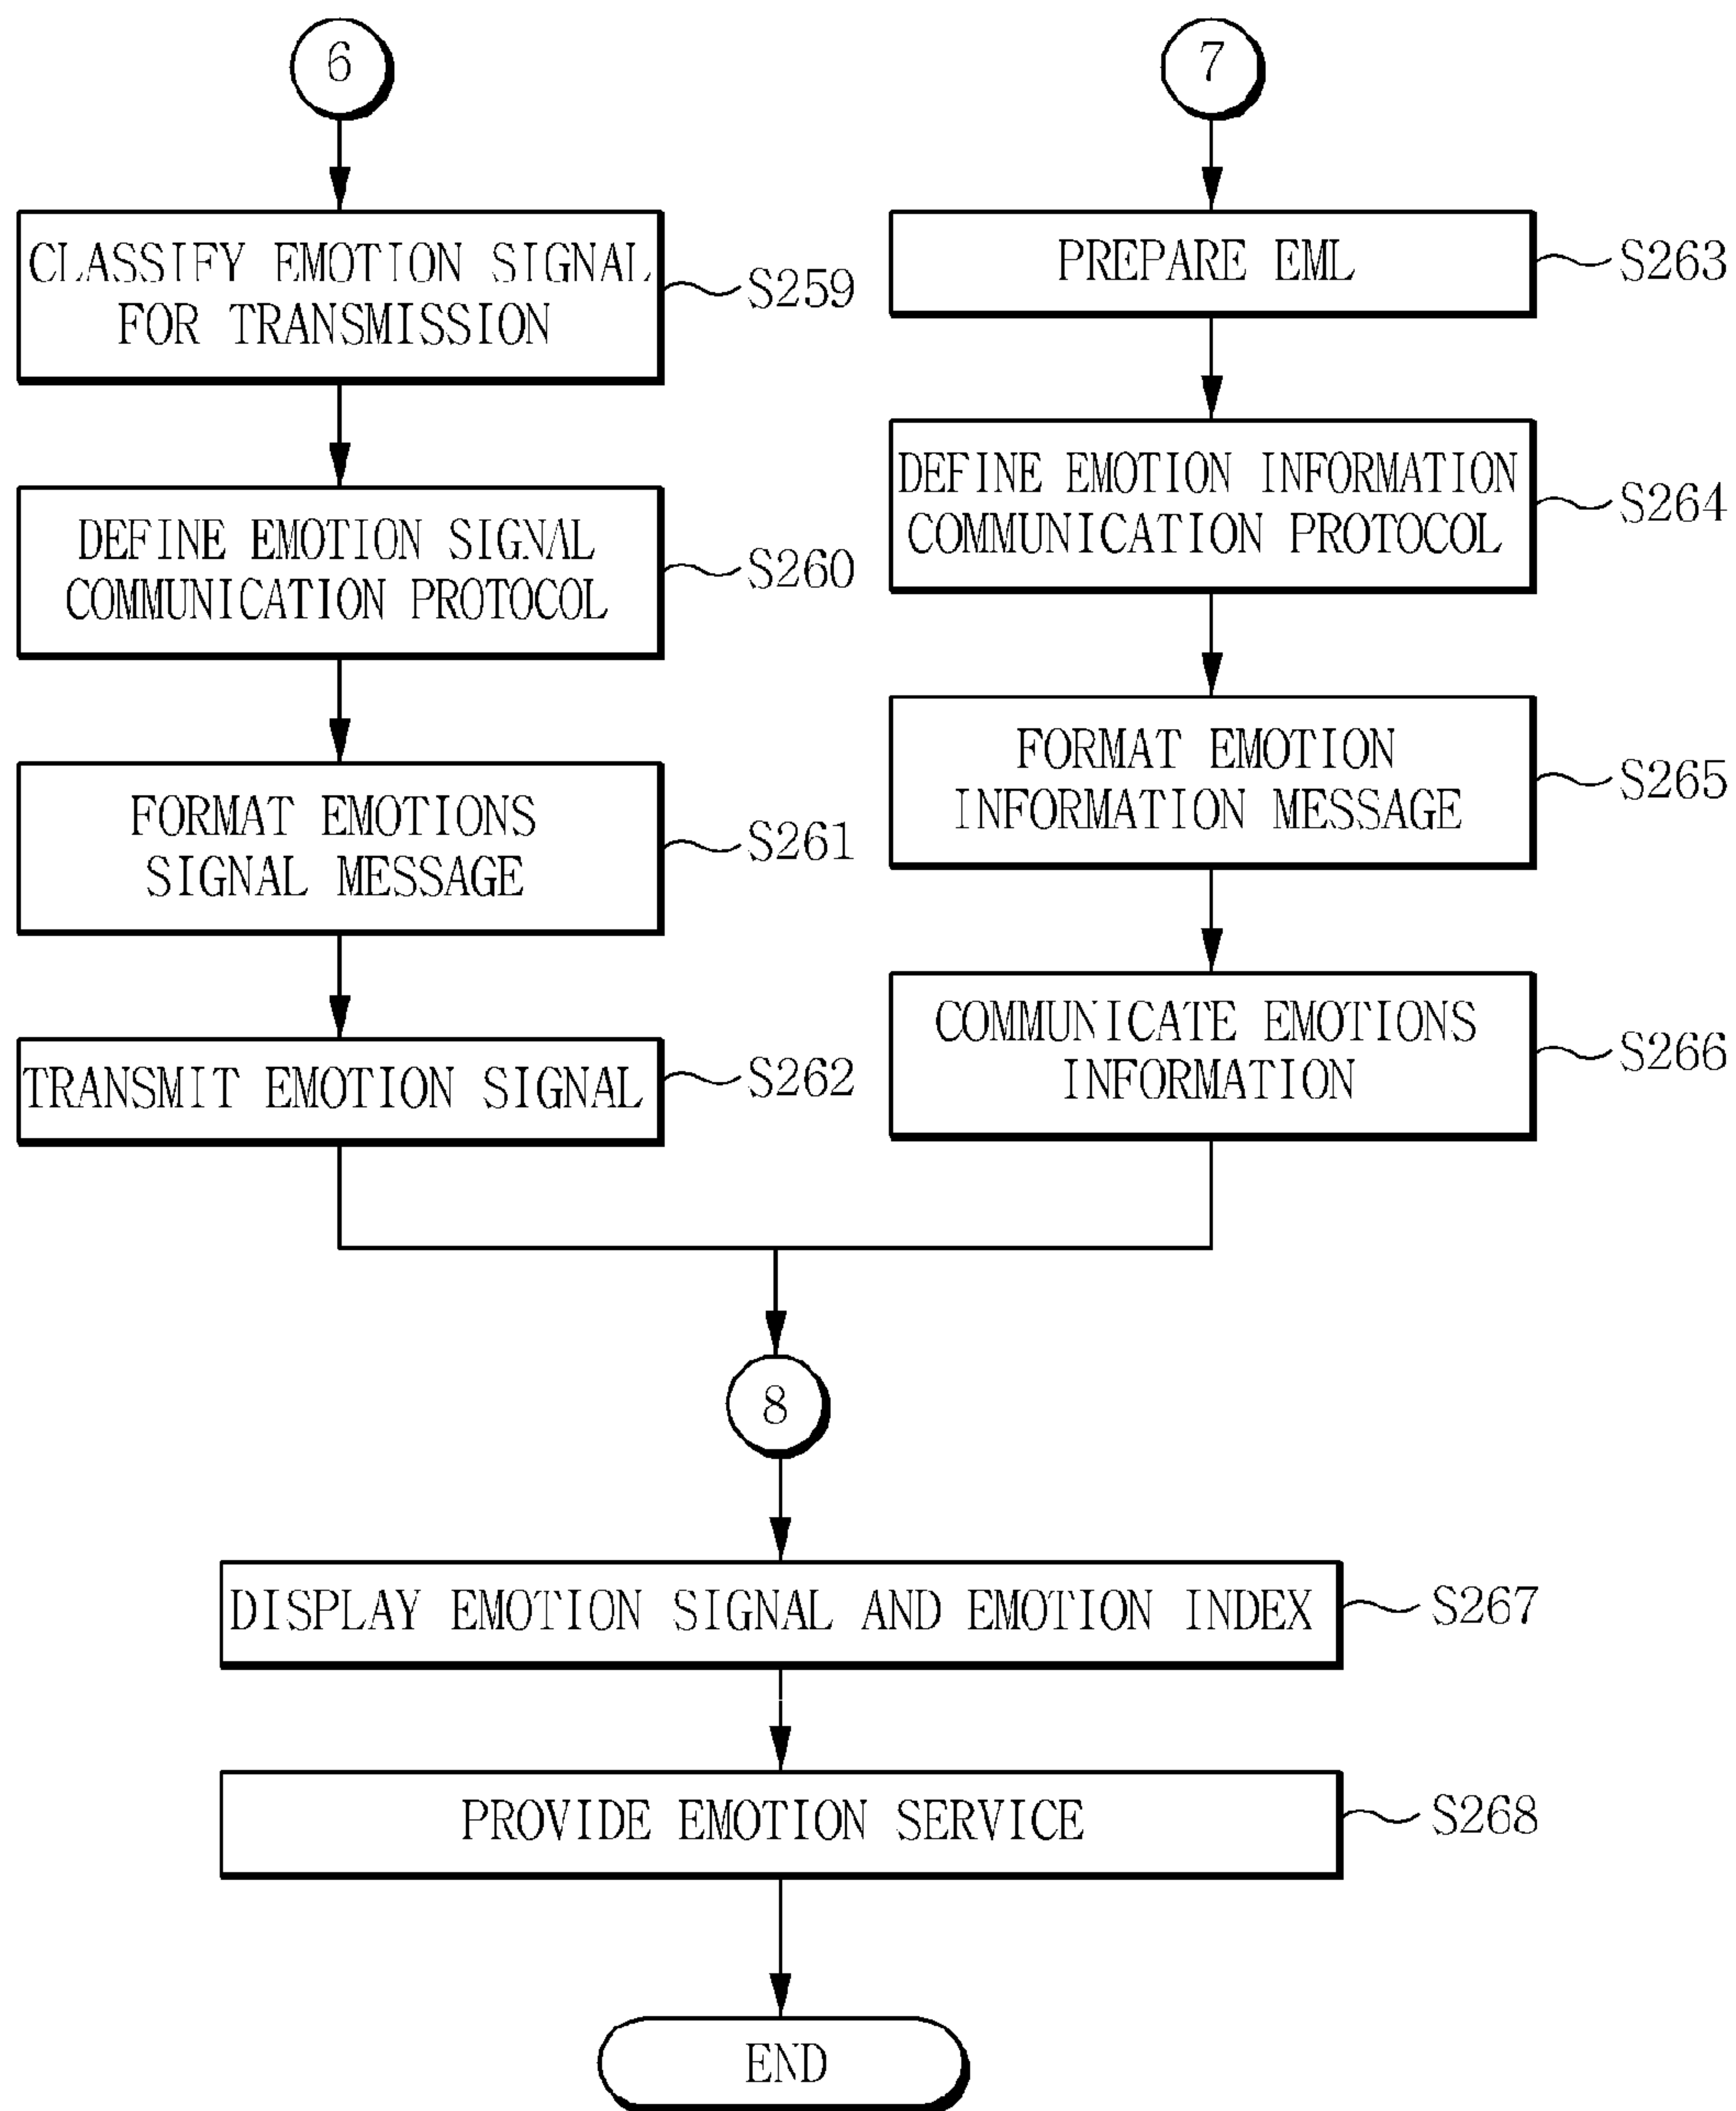 6
CLASSIFY EMOTION SIGNAL
FOR TRANSMISSION
S259
DEFINE EMOTION SIGNAL
COMMUNICATION PROTOCOL
S260
FORMAT EMOTIONS
SIGNAL MESSAGE
S261
TRANSMIT EMOTION SIGNAL
S262
7
PREPARE EML
S263
DEFINE EMOTION INFORMATION
COMMUNICATION PROTOCOL
S264
FORMAT EMOTION
INFORMATION MESSAGE
S265
COMMUNICATE EMOTIONS
INFORMATION
S266
8
DISPLAY EMOTION SIGNAL AND EMOTION INDEX
S267
PROVIDE EMOTION SERVICE
S268
END